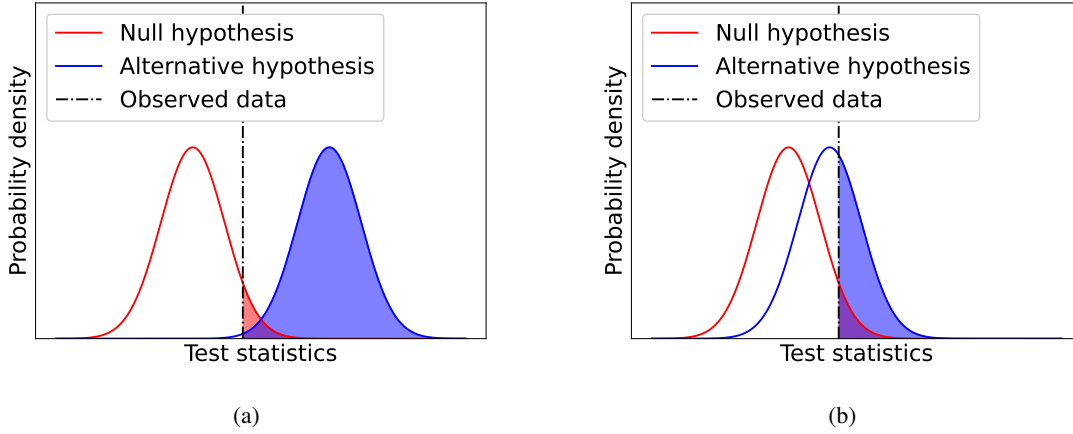 Null hypothesis
Alternative hypothesis
Observed data
Probability density
Test statistics
(a)
Null hypothesis
Alternative hypothesis
Observed data
Probability density
Test statistics
(b)